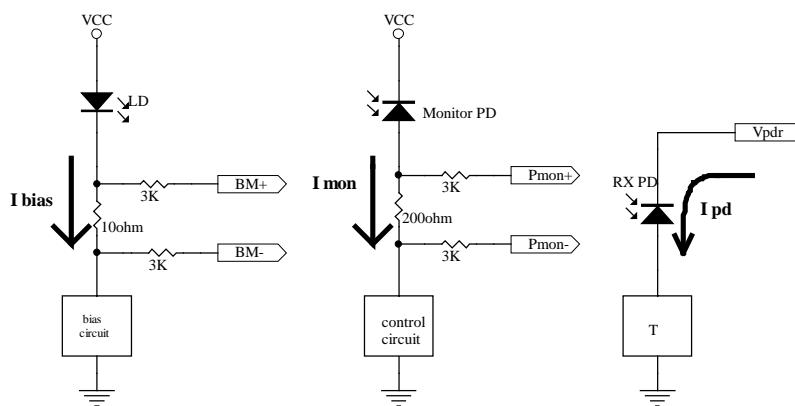 VCC
LD
I bias
3K
BM+
10ohm
3K
BM-
bias
circuit
VCC
Monitor PD
I mon
3K
Pmon+
200ohm
3K
Pmon-
control
circuit
Vpdr
RX PD
I pd
T